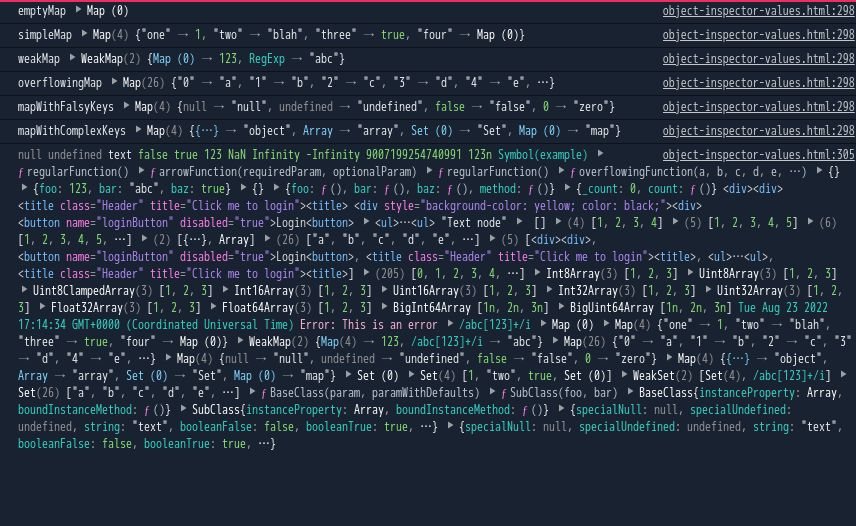 emptyMap ▶ Map (0) object-inspector-values.html:298
simpleMap ▶ Map(4) {"one" → 1, "two" → "blah", "three" → true, "four" → Map (0)} object-inspector-values.html:298
weakMap ▶ WeakMap(2) {Map (0) → 123, RegExp → "abc"} object-inspector-values.html:298
overflowingMap ▶ Map(26) {"0" → "a", "1" → "b", "2" → "c", "3" → "d", "4" → "e", …} object-inspector-values.html:298
mapWithFalsyKeys ▶ Map(4) {null → "null", undefined → "undefined", false → "false", 0 → "zero"} object-inspector-values.html:298
mapWithComplexKeys ▶ Map(4) {{…} → "object", Array → "array", Set (0) → "Set", Map (0) → "map"} object-inspector-values.html:298
null undefined text false true 123 NaN Infinity -Infinity 9007199254740991 123n Symbol(example) ▶ object-inspector-values.html:305
ƒ regularFunction() ▶ ƒ arrowFunction(requiredParam, optionalParam) ▶ ƒ regularFunction() ▶ ƒ overflowingFunction(a, b, c, d, e, …) ▶ {}
▶ {foo: 123, bar: "abc", baz: true} ▶ {} ▶ {foo: ƒ (), bar: ƒ (), baz: ƒ (), method: ƒ ()} ▶ {_count: 0, count: ƒ ()} <div><div>
<title class="Header" title="Click me to login"><title> <div style="background-color: yellow; color: black;"><div>
<button name="loginButton" disabled="true">Login<button> ▶ <ul>⋯<ul> "Text node" ▶ [] ▶ (4) [1, 2, 3, 4] ▶ (5) [1, 2, 3, 4, 5] ▶ (6)
[1, 2, 3, 4, 5, …] ▶ (2) [{…}, Array] ▶ (26) ["a", "b", "c", "d", "e", …] ▶ (5) [<div><div>,
<button name="loginButton" disabled="true">Login<button>, <title class="Header" title="Click me to login"><title>, <ul>⋯<ul>,
<title class="Header" title="Click me to login"><title>] ▶ (205) [0, 1, 2, 3, 4, …] ▶ Int8Array(3) [1, 2, 3] ▶ Uint8Array(3) [1, 2, 3]
▶ Uint8ClampedArray(3) [1, 2, 3] ▶ Int16Array(3) [1, 2, 3] ▶ Uint16Array(3) [1, 2, 3] ▶ Int32Array(3) [1, 2, 3] ▶ Uint32Array(3) [1, 2,
3] ▶ Float32Array(3) [1, 2, 3] ▶ Float64Array(3) [1, 2, 3] ▶ BigInt64Array [1n, 2n, 3n] ▶ BigUint64Array [1n, 2n, 3n] Tue Aug 23 2022
17:14:34 GMT+0000 (Coordinated Universal Time) Error: This is an error ▶ /abc[123]+/i ▶ Map (0) ▶ Map(4) {"one" → 1, "two" → "blah",
"three" → true, "four" → Map (0)} ▶ WeakMap(2) {Map(4) → 123, /abc[123]+/i → "abc"} ▶ Map(26) {"0" → "a", "1" → "b", "2" → "c", "3"
→ "d", "4" → "e", …} ▶ Map(4) {null → "null", undefined → "undefined", false → "false", 0 → "zero"} ▶ Map(4) {{…} → "object",
Array → "array", Set (0) → "Set", Map (0) → "map"} ▶ Set (0) ▶ Set(4) [1, "two", true, Set (0)] ▶ WeakSet(2) [Set(4), /abc[123]+/i] ▶
Set(26) ["a", "b", "c", "d", "e", …] ▶ ƒ BaseClass(param, paramWithDefaults) ▶ ƒ SubClass(foo, bar) ▶ BaseClass{instanceProperty: Array,
boundInstanceMethod: ƒ ()} ▶ SubClass{instanceProperty: Array, boundInstanceMethod: ƒ ()} ▶ {specialNull: null, specialUndefined:
undefined, string: "text", booleanFalse: false, booleanTrue: true, …} ▶ {specialNull: null, specialUndefined: undefined, string: "text",
booleanFalse: false, booleanTrue: true, …}